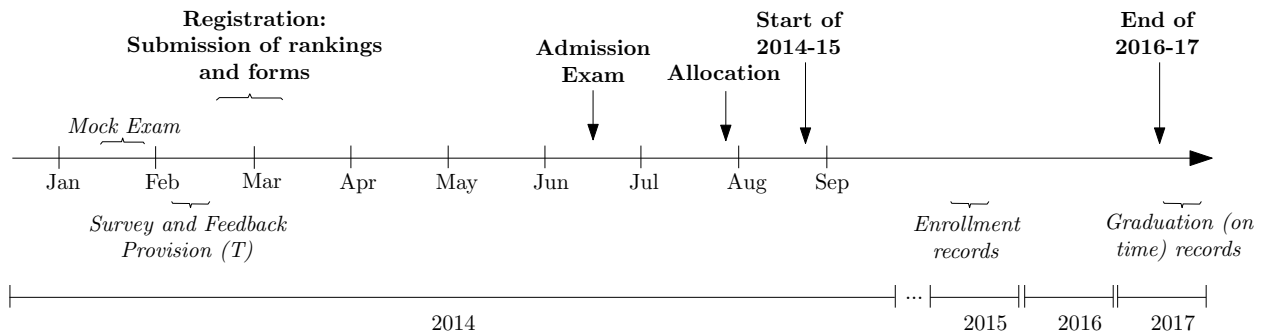 Registration:
Submission of rankings
and forms
Start of
2014-15
End of
2016-17
Admission
Exam
Allocation
Mock Exam
Jan
Feb
Mar
Apr
May
Jun
Jul
Aug
Sep
Survey and Feedback
Provision (T)
Enrollment
records
Graduation (on
time) records
...
2014
2015
2016
2017